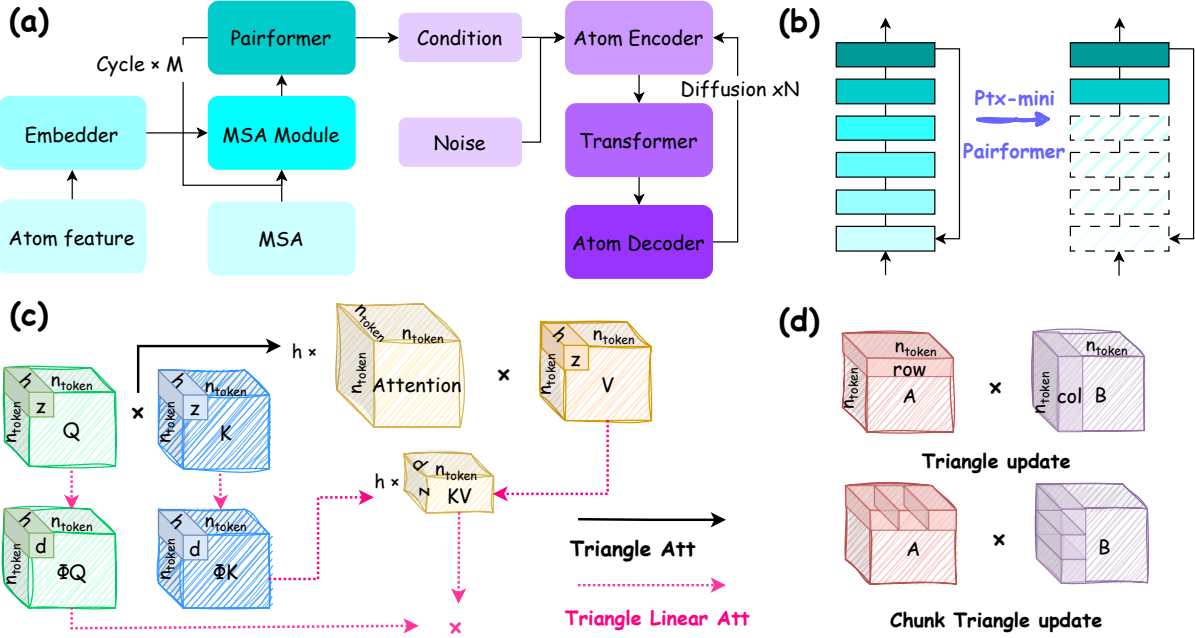 (a)
Pairformer
Condition
Atom Encoder
Cycle × M
Diffusion xN
Embedder
MSA Module
Noise
Transformer
Atom feature
MSA
Atom Decoder
(b)
Ptx-mini
Pairformer
(c)
h
n_token
n_token
z
Q
×
h
n_token
n_token
z
K
h ×
n_token
n_token
n_token
Attention
×
h
n_token
n_token
z
V
h
n_token
n_token
d
ΦQ
h
n_token
n_token
d
ΦK
h ×
d
n_token
z
KV
×
Triangle Att
Triangle Linear Att
(d)
n_token
n_token
row
A
×
n_token
n_token
col
B
Triangle update
A
×
B
Chunk Triangle update